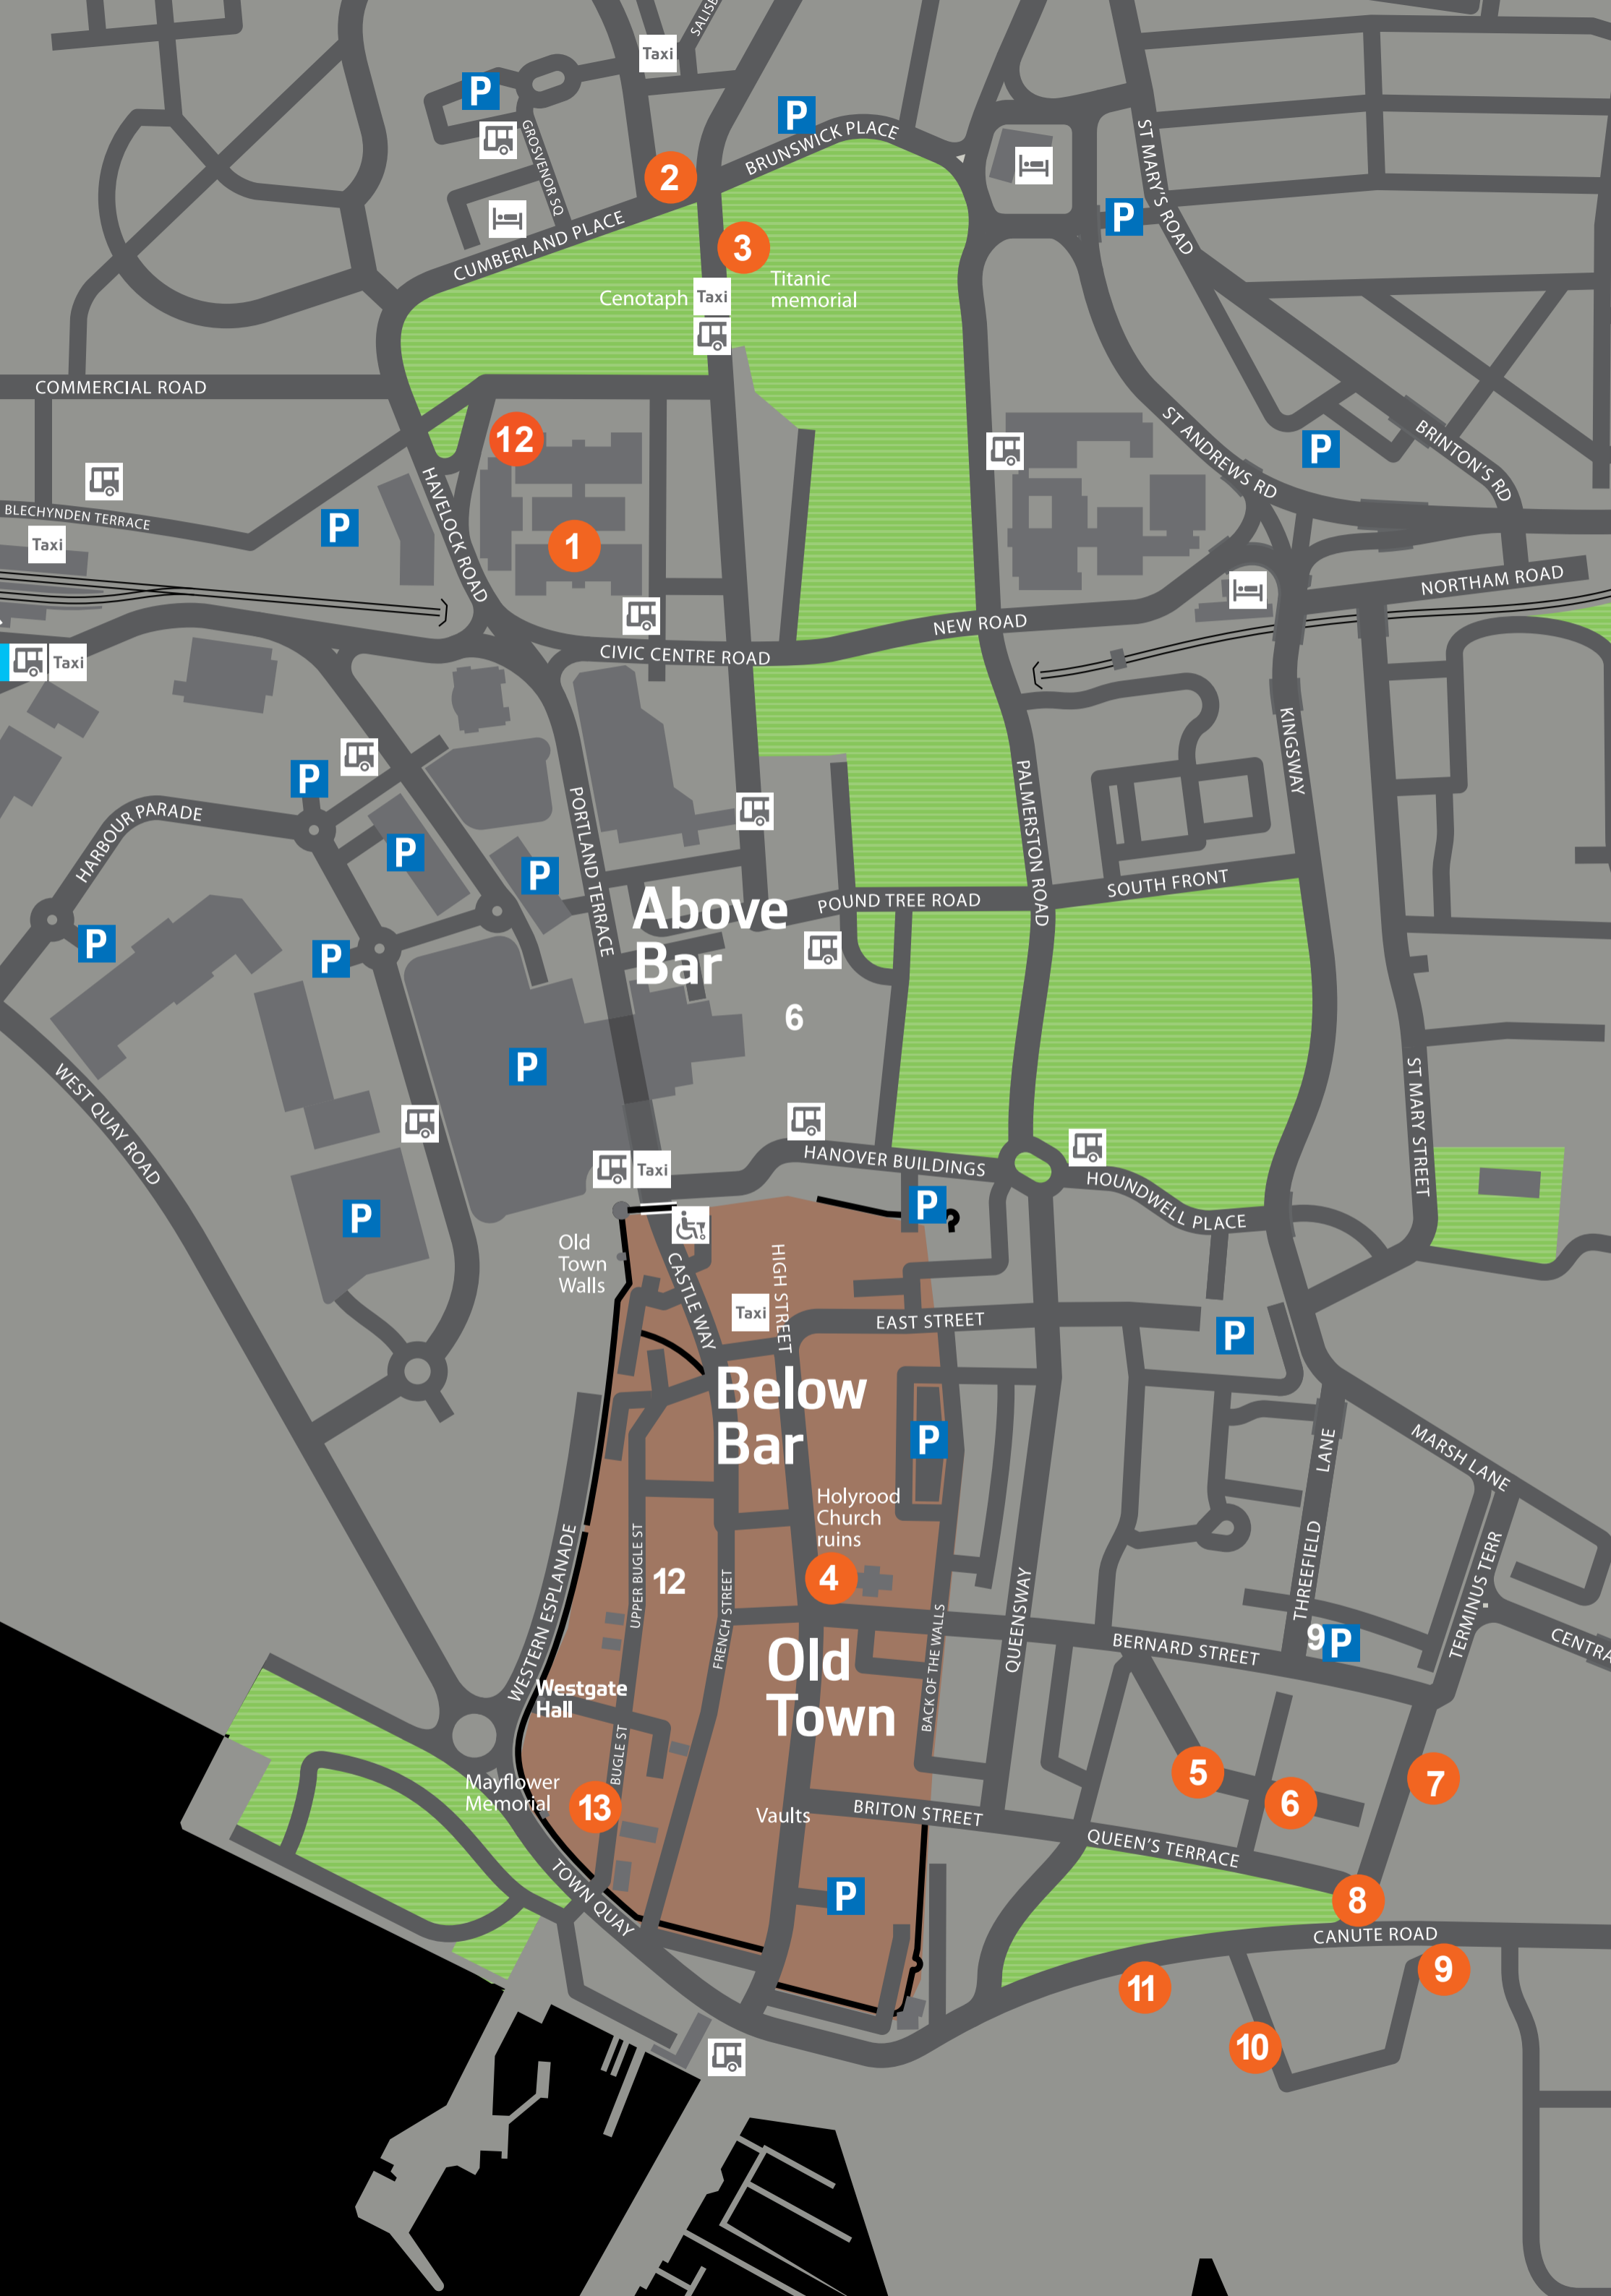 SALISB
Taxi
P
P
BRUNSWICK PLACE
GROSVENOR SQ
ST MARY'S ROAD
2
P
CUMBERLAND PLACE
3
Titanic
memorial
Cenotaph
Taxi
COMMERCIAL ROAD
12
ST ANDREWS RD
BRINTON'S RD
P
HAVELOCK ROAD
BLECHYNDEN TERRACE
P
Taxi
1
NORTHAM ROAD
NEW ROAD
CIVIC CENTRE ROAD
Taxi
KINGSWAY
P
HARBOUR PARADE
PORTLAND TERRACE
PALMERSTON ROAD
P
P
SOUTH FRONT
POUND TREE ROAD
Above
Bar
P
P
6
P
WEST QUAY ROAD
ST MARY STREET
HANOVER BUILDINGS
Taxi
HOUNDWELL PLACE
P
P
Old
Town
Walls
CASTLE WAY
HIGH STREET
Taxi
EAST STREET
P
Below
Bar
P
MARSH LANE
THREEFIELD LANE
Holyrood
Church
ruins
4
WESTERN ESPLANADE
UPPER BUGLE ST
12
FRENCH STREET
BACK OF THE WALLS
QUEENSWAY
TERMINUS TERR
BERNARD STREET
9
P
CENTRA
Old
Town
Westgate
Hall
BUGLE ST
Mayflower
Memorial
13
5
6
7
Vaults
BRITON STREET
QUEEN'S TERRACE
TOWN QUAY
P
8
CANUTE ROAD
9
11
10